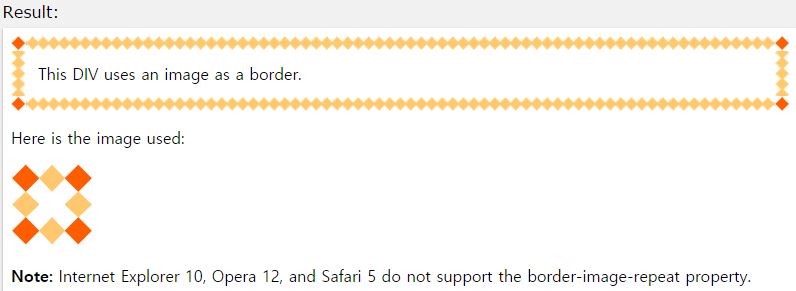 Result:
This DIV uses an image as a border.
Here is the image used:
Note: Internet Explorer 10, Opera 12, and Safari 5 do not support the border-image-repeat property.